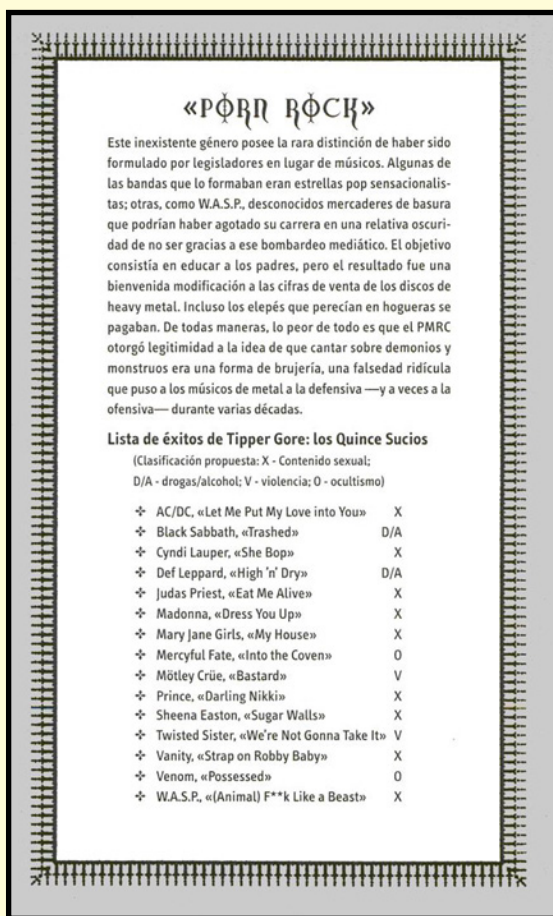 «PORN ROCK»
Este inexistente género posee la rara distinción de haber sido
formulado por legisladores en lugar de músicos. Algunas de
las bandas que lo formaban eran estrellas pop sensacionalis-
tas; otras, como W.A.S.P., desconocidos mercaderes de basura
que podrían haber agotado su carrera en una relativa oscuri-
dad de no ser gracias a ese bombardeo mediático. El objetivo
consistía en educar a los padres, pero el resultado fue una
bienvenida modificación a las cifras de venta de los discos de
heavy metal. Incluso los elepés que perecían en hogueras se
pagaban. De todas maneras, lo peor de todo es que el PMRC
otorgó legitimidad a la idea de que cantar sobre demonios y
monstruos era una forma de brujería, una falsedad ridícula
que puso a los músicos de metal a la defensiva —y a veces a la
ofensiva— durante varias décadas.
Lista de éxitos de Tipper Gore: los Quince Sucios
(Clasificación propuesta: X - Contenido sexual;
D/A - drogas/alcohol; V - violencia; O - ocultismo)
AC/DC, «Let Me Put My Love into You» X
Black Sabbath, «Trashed» D/A
Cyndi Lauper, «She Bop» X
Def Leppard, «High 'n' Dry» D/A
Judas Priest, «Eat Me Alive» X
Madonna, «Dress You Up» X
Mary Jane Girls, «My House» X
Mercyful Fate, «Into the Coven» O
Mötley Crüe, «Bastard» V
Prince, «Darling Nikki» X
Sheena Easton, «Sugar Walls» X
Twisted Sister, «We're Not Gonna Take It» V
Vanity, «Strap on Robby Baby» X
Venom, «Possessed» O
W.A.S.P., «(Animal) F**k Like a Beast» X